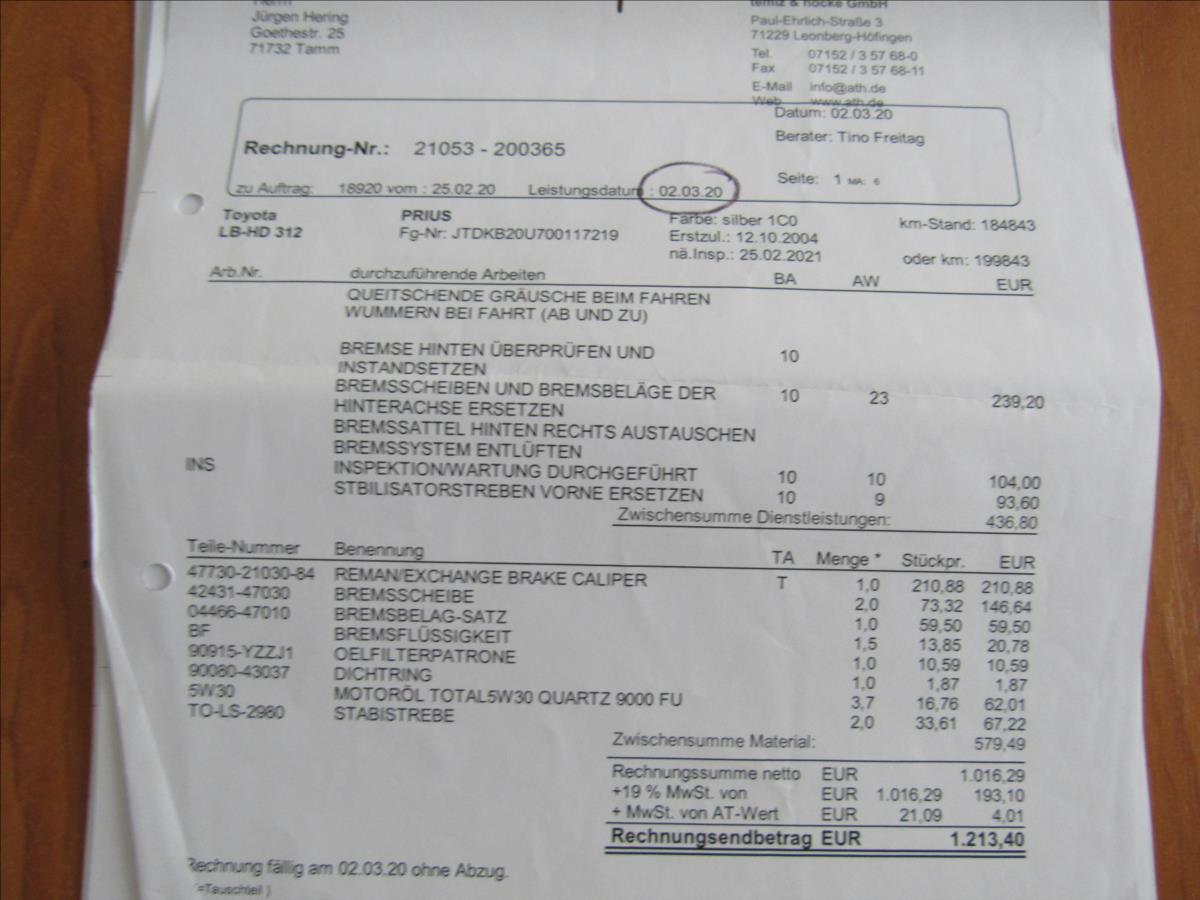 Herrn
Jürgen Hering
Goethestr. 25
71732 Tamm
temiz & hocke GmbH
Paul-Ehrlich-Straße 3
71229 Leonberg-Höfingen
Tel. 07152 / 3 57 68-0
Fax 07152 / 3 57 68-11
E-Mail info@ath.de
Web www.ath.de
Datum: 02.03.20
Rechnung-Nr.: 21053 - 200365
Berater: Tino Freitag
zu Auftrag: 18920 vom : 25.02.20 Leistungsdatum : 02.03.20 Seite: 1 MA: 6
Toyota PRIUS Farbe: silber 1C0 km-Stand: 184843
LB-HD 312 Fg-Nr: JTDKB20U700117219 Erstzul.: 12.10.2004
nä.Insp.: 25.02.2021 oder km: 199843
Arb.Nr. durchzuführende Arbeiten BA AW EUR
QUEITSCHENDE GRÄUSCHE BEIM FAHREN
WUMMERN BEI FAHRT (AB UND ZU)
BREMSE HINTEN ÜBERPRÜFEN UND 10
INSTANDSETZEN
BREMSSCHEIBEN UND BREMSBELÄGE DER 10 23 239,20
HINTERACHSE ERSETZEN
BREMSSATTEL HINTEN RECHTS AUSTAUSCHEN
BREMSSYSTEM ENTLÜFTEN
INS INSPEKTION/WARTUNG DURCHGEFÜHRT 10 10 104,00
STBILISATORSTREBEN VORNE ERSETZEN 10 9 93,60
Zwischensumme Dienstleistungen: 436,80
Teile-Nummer Benennung TA Menge * Stückpr. EUR
47730-21030-84 REMAN/EXCHANGE BRAKE CALIPER T 1,0 210,88 210,88
42431-47030 BREMSSCHEIBE 2,0 73,32 146,64
04466-47010 BREMSBELAG-SATZ 1,0 59,50 59,50
BF BREMSFLÜSSIGKEIT 1,5 13,85 20,78
90915-YZZJ1 OELFILTERPATRONE 1,0 10,59 10,59
90080-43037 DICHTRING 1,0 1,87 1,87
5W30 MOTORÖL TOTAL5W30 QUARTZ 9000 FU 3,7 16,76 62,01
TO-LS-2980 STABISTREBE 2,0 33,61 67,22
Zwischensumme Material: 579,49
Rechnungssumme netto EUR 1.016,29
+19 % MwSt. von EUR 1.016,29 193,10
+ MwSt. von AT-Wert EUR 21,09 4,01
Rechnungsendbetrag EUR 1.213,40
Rechnung fällig am 02.03.20 ohne Abzug.
=Tauschteil )